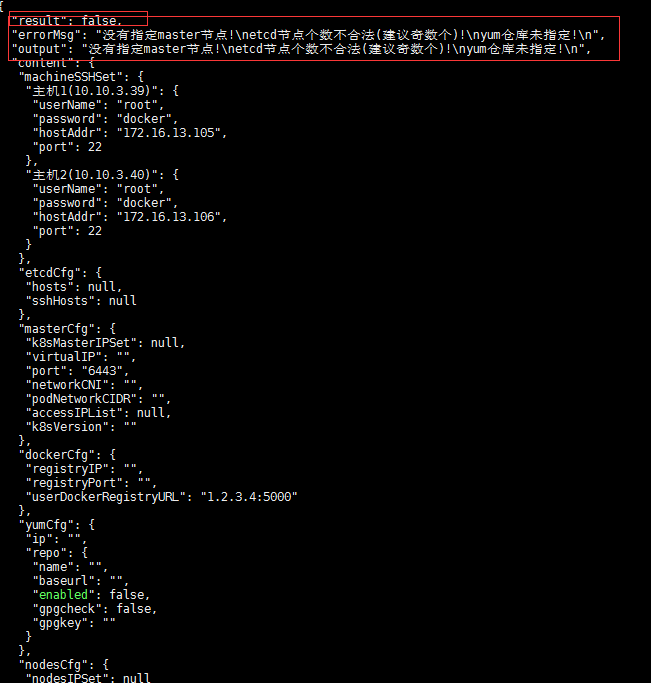 {
"result": false,
"errorMsg": "没有指定master节点!\netcd节点个数不合法(建议奇数个)!\nyum仓库未指定!\n",
"output": "没有指定master节点!\netcd节点个数不合法(建议奇数个)!\nyum仓库未指定!\n",
"content": {
"machineSSHSet": {
"主机1(10.10.3.39)": {
"userName": "root",
"password": "docker",
"hostAddr": "172.16.13.105",
"port": 22
},
"主机2(10.10.3.40)": {
"userName": "root",
"password": "docker",
"hostAddr": "172.16.13.106",
"port": 22
}
},
"etcdCfg": {
"hosts": null,
"sshHosts": null
},
"masterCfg": {
"k8sMasterIPSet": null,
"virtualIP": "",
"port": "6443",
"networkCNI": "",
"podNetworkCIDR": "",
"accessIPList": null,
"k8sVersion": ""
},
"dockerCfg": {
"registryIP": "",
"registryPort": "",
"userDockerRegistryURL": "1.2.3.4:5000"
},
"yumCfg": {
"ip": "",
"repo": {
"name": "",
"baseurl": "",
"enabled": false,
"gpgcheck": false,
"gpgkey": ""
}
},
"nodesCfg": {
"nodesIPSet": null